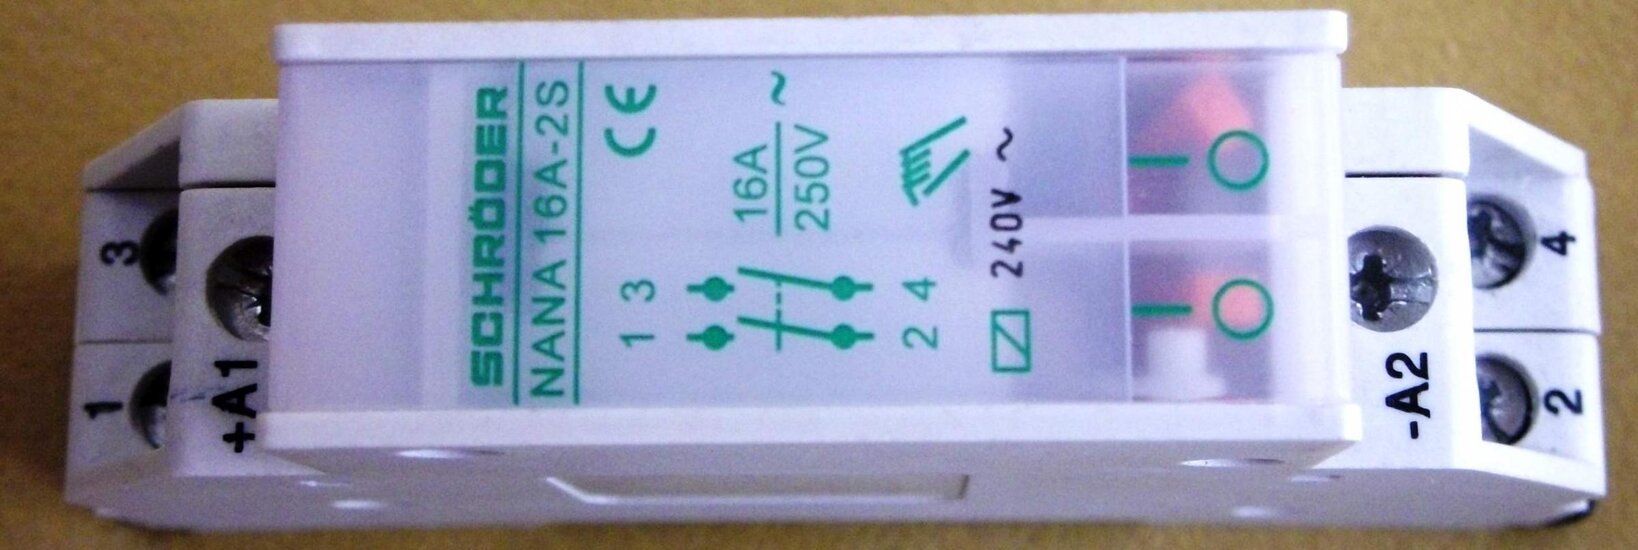 3
1
+A1
SCHRÖDER
NANA 16A-2S
CE
1 3
16A
250V
~
2 4
240V ~
I O
I O
-A2
4
2